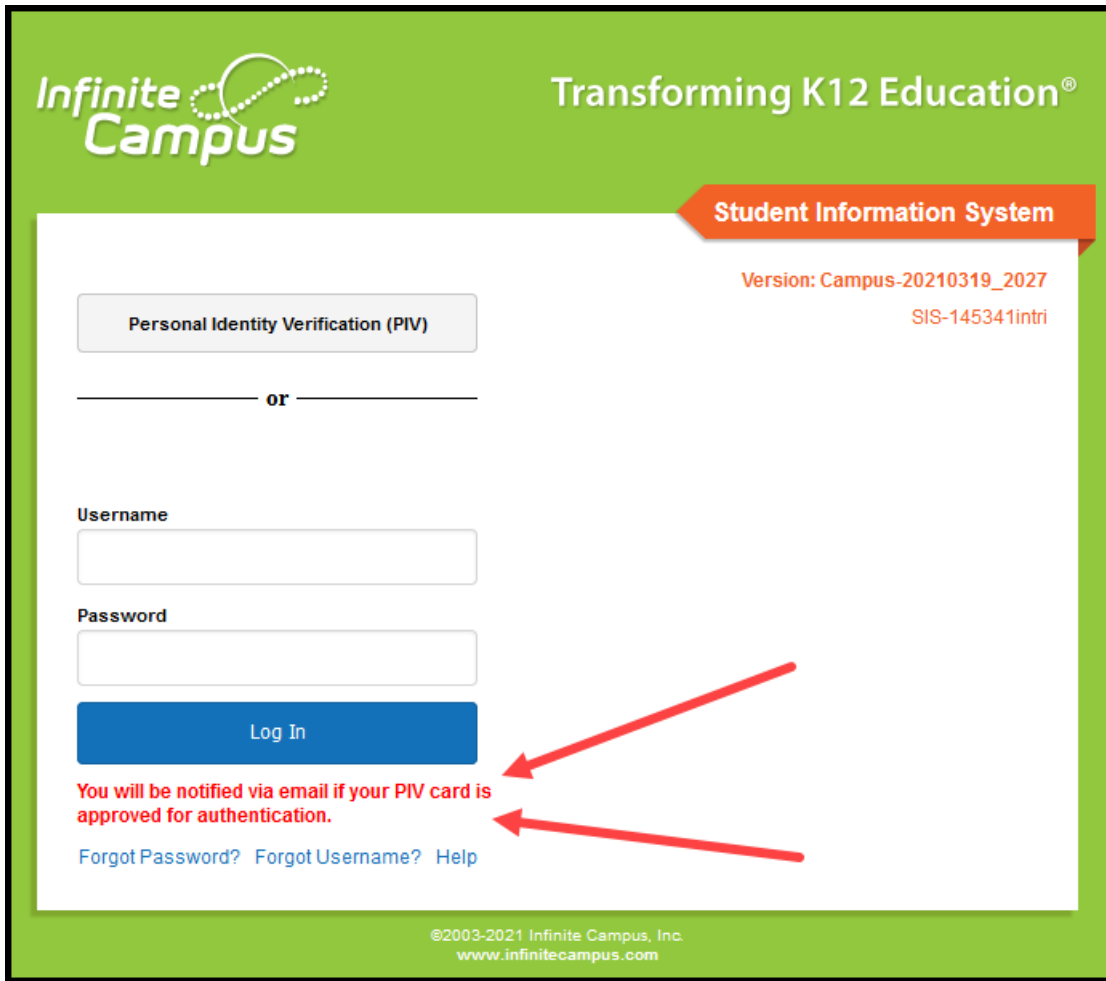 Infinite
Campus
Transforming K12 Education®
Student Information System
Version: Campus-20210319_2027
SIS-145341intri
Personal Identity Verification (PIV)
or
Username
Password
Log In
You will be notified via email if your PIV card is
approved for authentication.
Forgot Password? Forgot Username? Help
©2003-2021 Infinite Campus, Inc.
www.infinitecampus.com